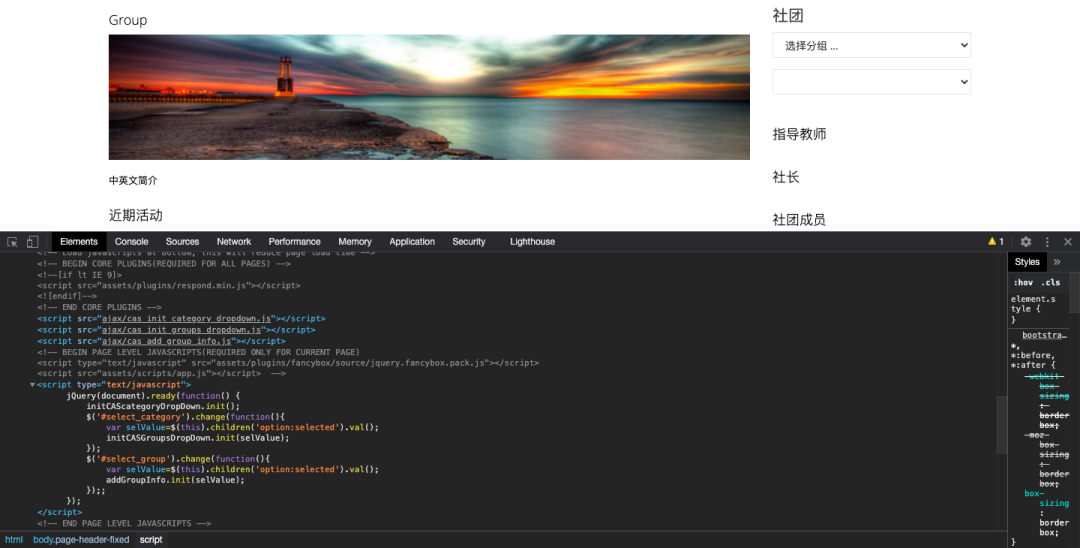 Group
社团
选择分组 ...
指导教师
社长
社团成员
中英文简介
近期活动
Elements Console Sources Network Performance Memory Application Security Lighthouse 1
<!-- Load javascripts at bottom, this will reduce page load time -->
<!-- BEGIN CORE PLUGINS(REQUIRED FOR ALL PAGES) -->
<!--[if lt IE 9]>
<script src="assets/plugins/respond.min.js"></script>
<![endif]-->
<!-- END CORE PLUGINS -->
<script src="ajax/cas_init_category_dropdown.js"></script>
<script src="ajax/cas_init_groups_dropdown.js"></script>
<script src="ajax/cas_add_group_info.js"></script>
<!-- BEGIN PAGE LEVEL JAVASCRIPTS(REQUIRED ONLY FOR CURRENT PAGE)
<script type="text/javascript" src="assets/plugins/fancybox/source/jquery.fancybox.pack.js"></script>
<script src="assets/scripts/app.js"></script>  -->
<script type="text/javascript">
jQuery(document).ready(function() {
initCAScategoryDropDown.init();
$('#select_category').change(function(){
var selValue=$(this).children('option:selected').val();
initCASGroupsDropDown.init(selValue);
});
$('#select_group').change(function(){
var selValue=$(this).children('option:selected').val();
addGroupInfo.init(selValue);
});;
});
</script>
<!-- END PAGE LEVEL JAVASCRIPTS -->
html body.page-header-fixed script
Styles »
:hov .cls
element.s
tyle {
}
bootstra…
*,
*:before,
*:after {
-webkit-
box-
sizing
:
border
box;
-moz-
box-
sizing
:
border
box;
box-
sizing
:
border
box;
}